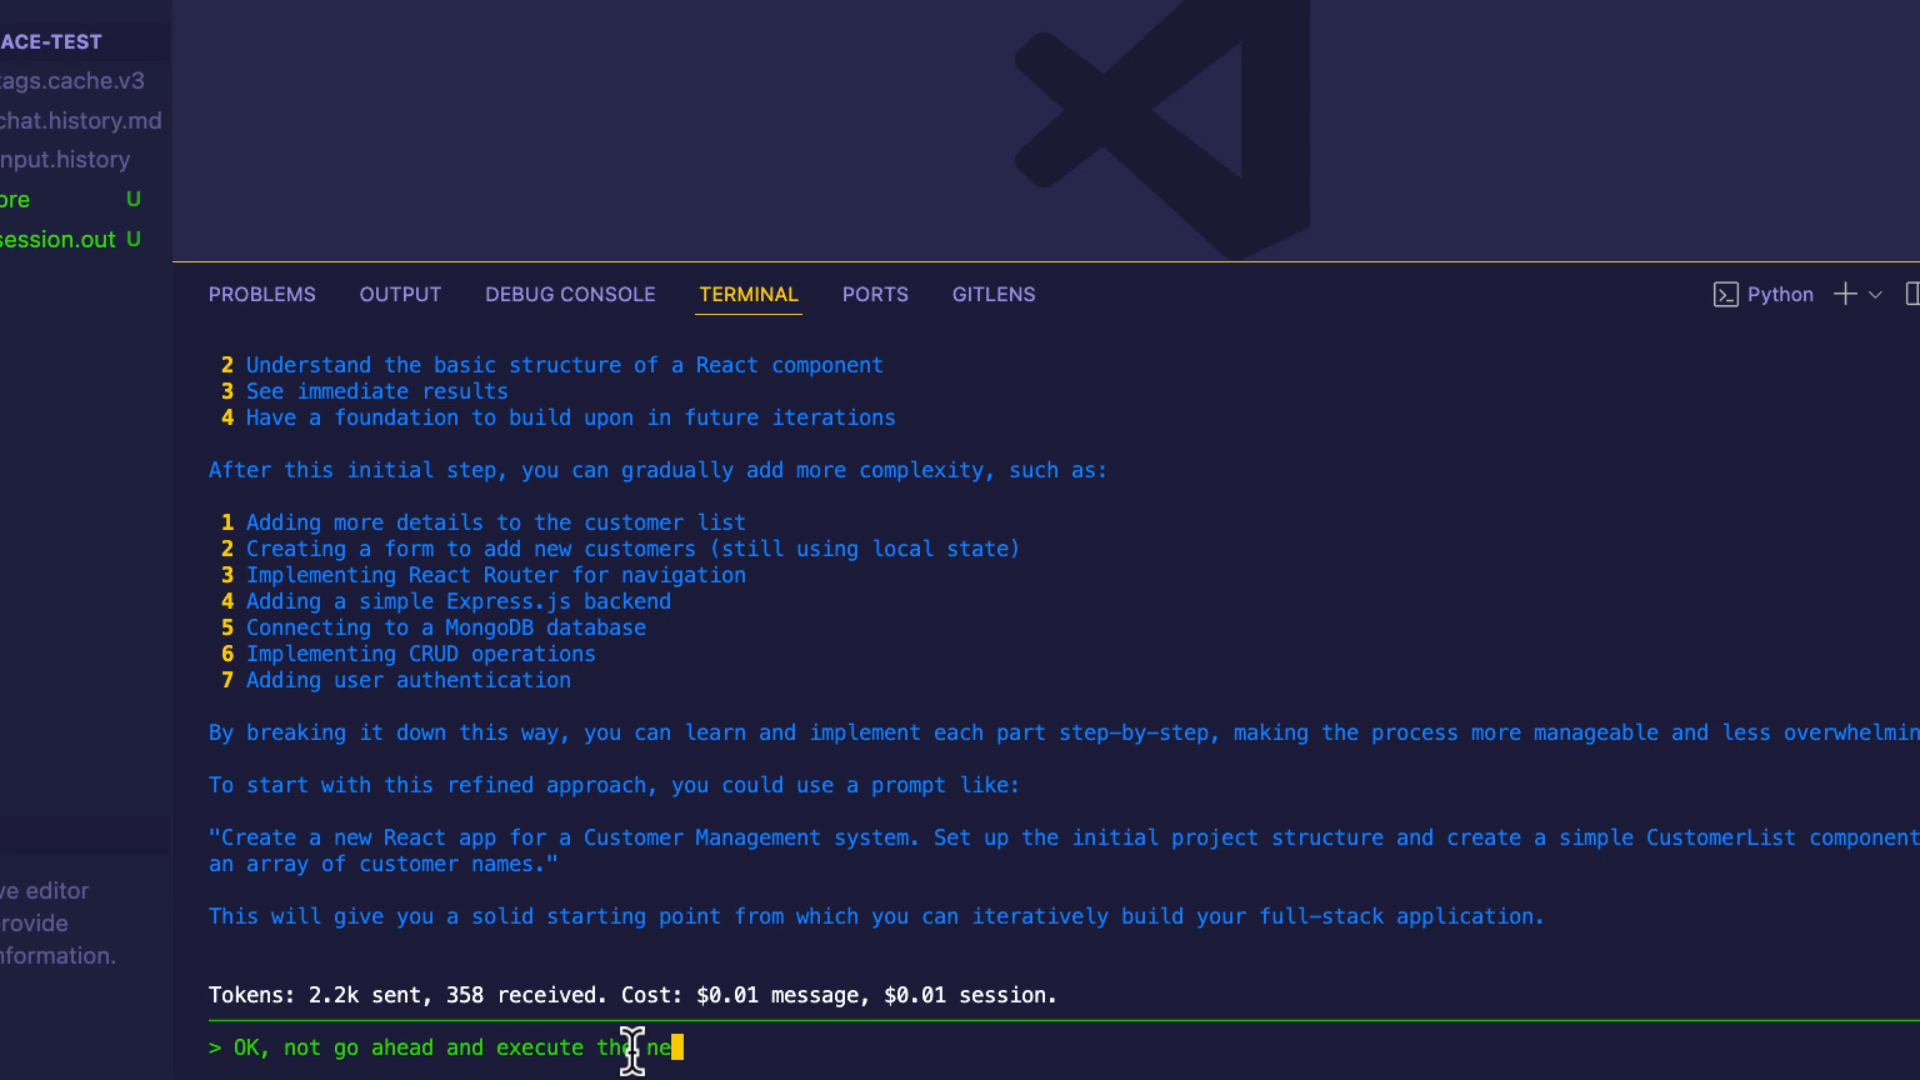 ACE-TEST
tags.cache.v3
chat.history.md
nput.history
ore U
session.out U
PROBLEMS OUTPUT DEBUG CONSOLE TERMINAL PORTS GITLENS Python
2 Understand the basic structure of a React component
3 See immediate results
4 Have a foundation to build upon in future iterations
After this initial step, you can gradually add more complexity, such as:
1 Adding more details to the customer list
2 Creating a form to add new customers (still using local state)
3 Implementing React Router for navigation
4 Adding a simple Express.js backend
5 Connecting to a MongoDB database
6 Implementing CRUD operations
7 Adding user authentication
By breaking it down this way, you can learn and implement each part step-by-step, making the process more manageable and less overwhelmin
To start with this refined approach, you could use a prompt like:
"Create a new React app for a Customer Management system. Set up the initial project structure and create a simple CustomerList component
an array of customer names."
This will give you a solid starting point from which you can iteratively build your full-stack application.
Tokens: 2.2k sent, 358 received. Cost: $0.01 message, $0.01 session.
> OK, not go ahead and execute the ne
ve editor
rovide
nformation.